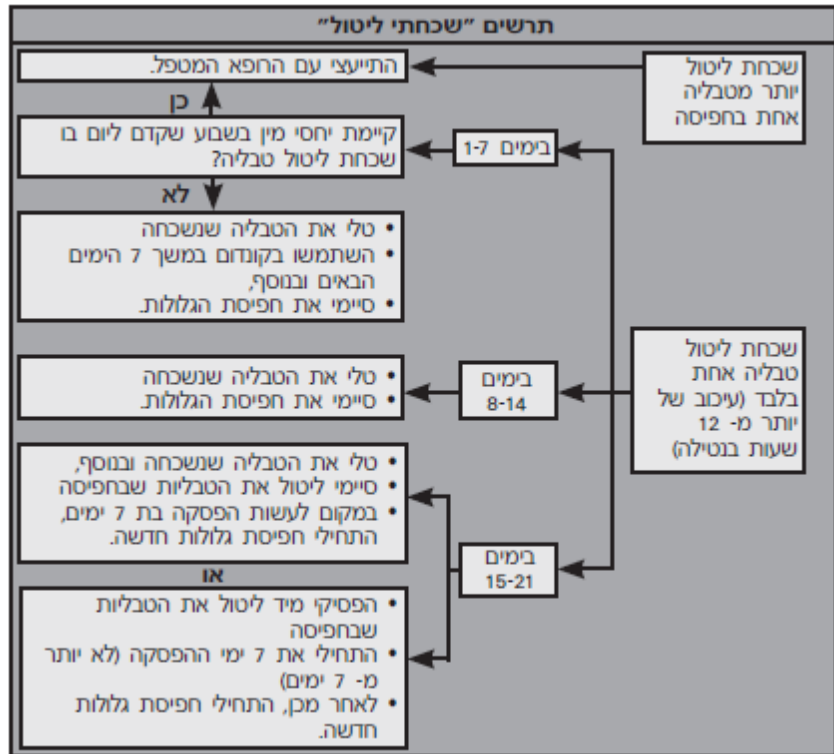 תרשים "שכחתי ליטול"
שכחת ליטול
יותר מטבליה
אחת בחפיסה
התייעצי עם הרופא המטפל.
כן
בימים 1-7
קיימת יחסי מין בשבוע שקדם ליום בו
שכחת ליטול טבליה?
לא
• טלי את הטבליה שנשכחה
• השתמשו בקונדום במשך 7 הימים
הבאים ובנוסף,
• סיימי את חפיסת הגלולות.
שכחת ליטול
טבליה אחת
בלבד (עיכוב של
יותר מ- 12
שעות בנטילה)
בימים
8-14
• טלי את הטבליה שנשכחה
• סיימי את חפיסת הגלולות.
בימים
15-21
• טלי את הטבליה שנשכחה ובנוסף,
• סיימי ליטול את הטבליות שבחפיסה
• במקום לעשות הפסקה בת 7 ימים,
התחילי חפיסת גלולות חדשה.
או
• הפסיקי מיד ליטול את הטבליות
שבחפיסה
• התחילי את 7 ימי ההפסקה (לא יותר
מ- 7 ימים)
• לאחר מכן, התחילי חפיסת גלולות
חדשה.